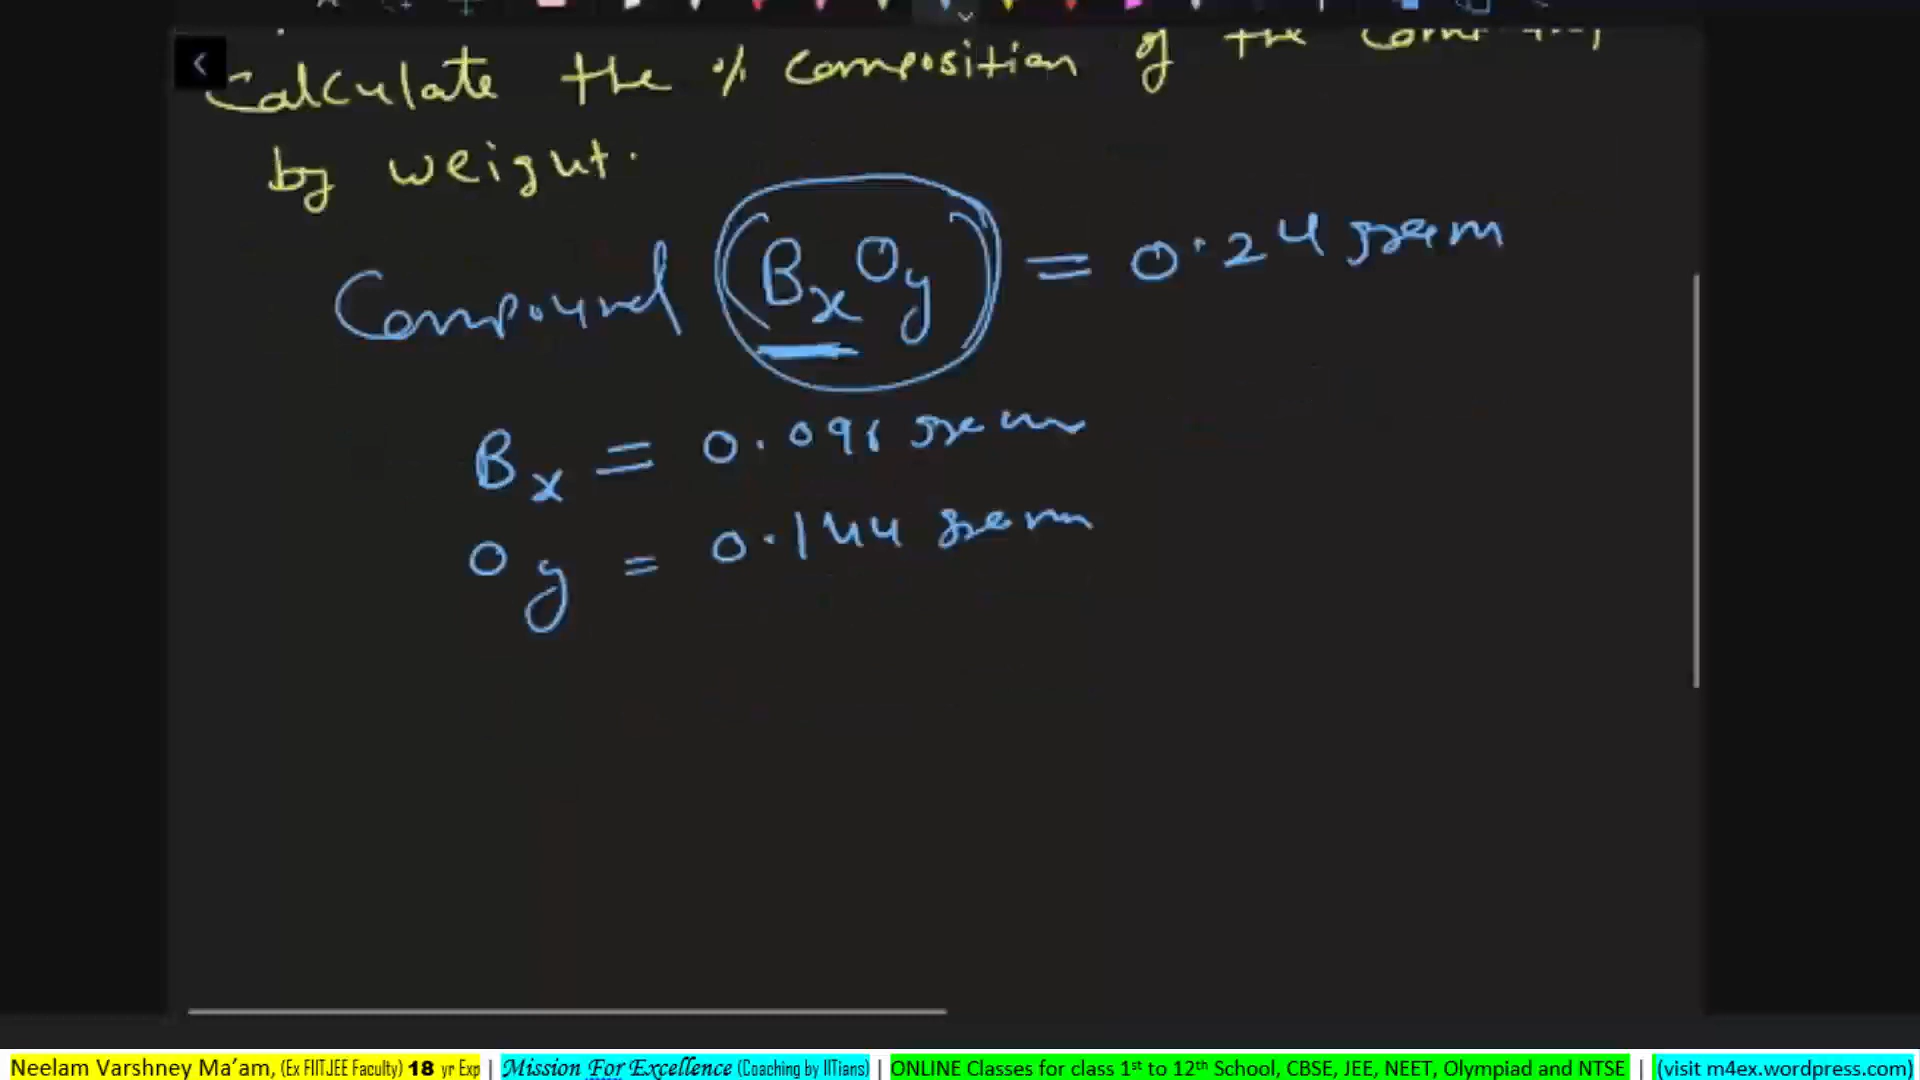 Calculate the % composition of the
by weight.
Compound (BxOy) = 0.24 gram
Bx = 0.096 gram
Oy = 0.144 gram
Neelam Varshney Ma'am, (Ex FIITJEE Faculty) 18 yr Exp | Mission For Excellence (Coaching by IITians) | ONLINE Classes for class 1st to 12th School, CBSE, JEE, NEET, Olympiad and NTSE | (visit m4ex.wordpress.com)